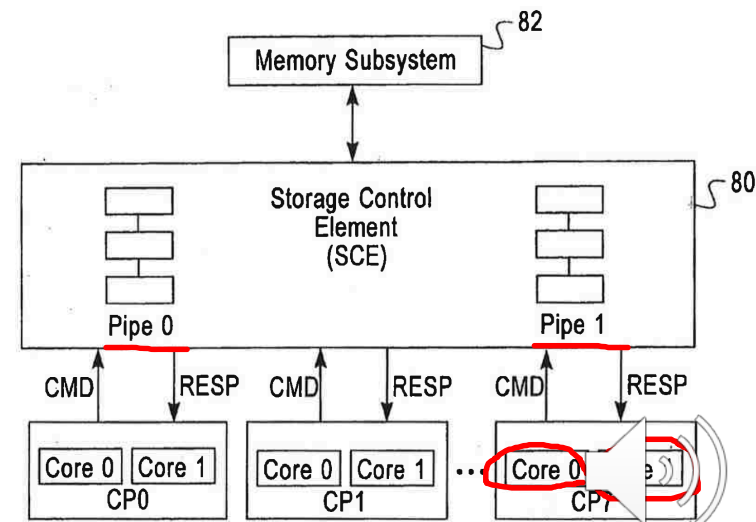 82
Memory Subsystem
80
Storage Control
Element
(SCE)
Pipe 0
Pipe 1
CMD
RESP
CMD
RESP
CMD
RESP
Core 0
Core 1
Core 0
Core 1
...
Core 0
CP0
CP1
CP7